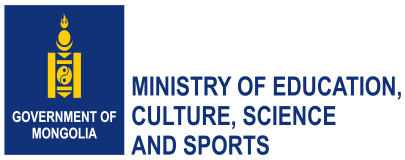 GOVERNMENT OF
MONGOLIA
MINISTRY OF EDUCATION,
CULTURE, SCIENCE
AND SPORTS